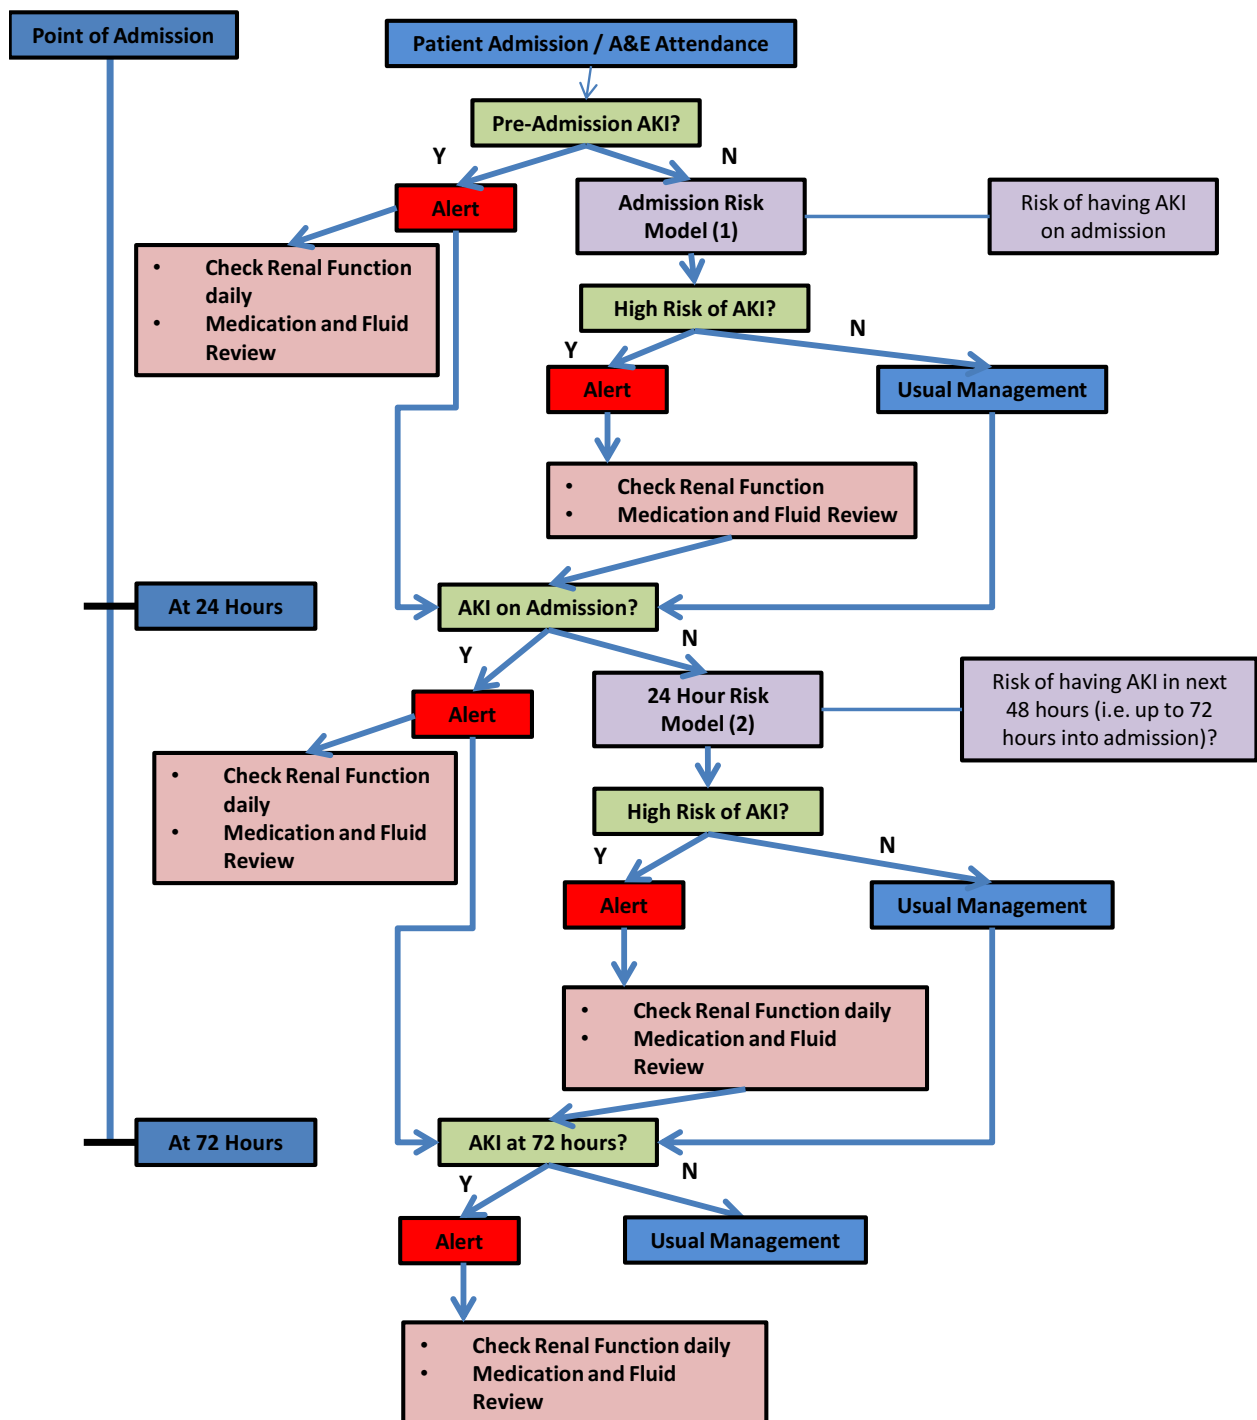 Point of Admission
Patient Admission / A&E Attendance
Pre-Admission AKI?
Y
N
Alert
Admission Risk
Model (1)
Risk of having AKI
on admission
• Check Renal Function
daily
• Medication and Fluid
Review
High Risk of AKI?
Y
N
Alert
Usual Management
• Check Renal Function
• Medication and Fluid Review
At 24 Hours
AKI on Admission?
Y
N
Alert
24 Hour Risk
Model (2)
Risk of having AKI in next
48 hours (i.e. up to 72
hours into admission)?
• Check Renal Function
daily
• Medication and Fluid
Review
High Risk of AKI?
Y
N
Alert
Usual Management
• Check Renal Function daily
• Medication and Fluid
Review
At 72 Hours
AKI at 72 hours?
Y
N
Alert
Usual Management
• Check Renal Function daily
• Medication and Fluid
Review